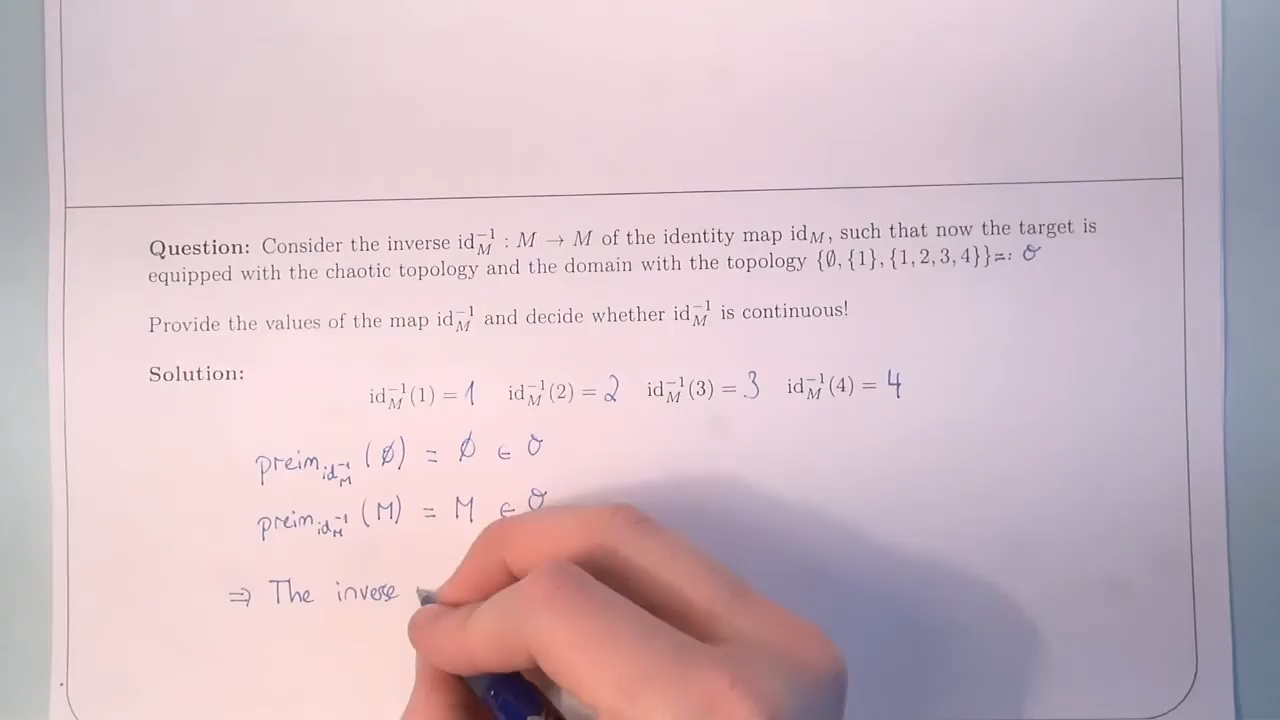 Question: Consider the inverse id_M^{-1} : M → M of the identity map id_M, such that now the target is
equipped with the chaotic topology and the domain with the topology {∅, {1}, {1, 2, 3, 4}} =: 𝒪
Provide the values of the map id_M^{-1} and decide whether id_M^{-1} is continuous!
Solution:
id_M^{-1}(1) = 1 id_M^{-1}(2) = 2 id_M^{-1}(3) = 3 id_M^{-1}(4) = 4
preim_{id_M^{-1}} (∅) = ∅ ∈ 𝒪
preim_{id_M^{-1}} (M) = M ∈ 𝒪
⇒ The inverse